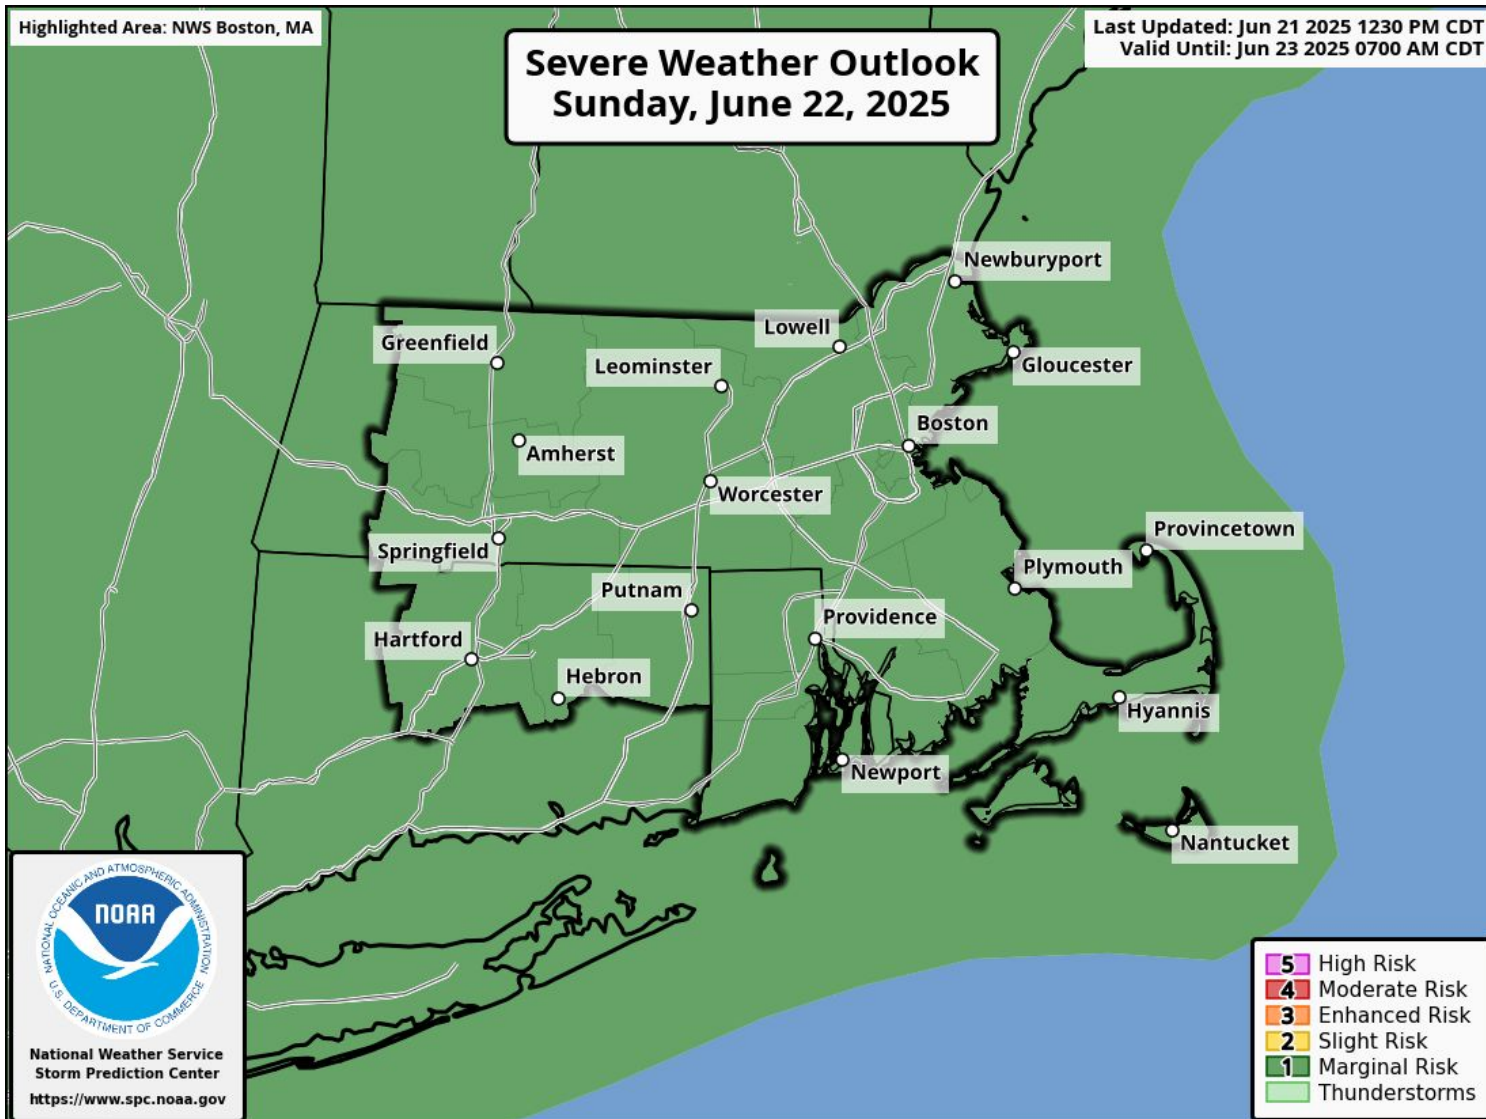 Highlighted Area: NWS Boston, MA
Last Updated: Jun 21 2025 1230 PM CDT
Valid Until: Jun 23 2025 0700 AM CDT
Severe Weather Outlook
Sunday, June 22, 2025
Newburyport
Lowell
Greenfield
Leominster
Gloucester
Boston
Amherst
Worcester
Provincetown
Springfield
Plymouth
Putnam
Providence
Hartford
Hebron
Hyannis
Newport
Nantucket
NATIONAL OCEANIC AND ATMOSPHERIC ADMINISTRATION
NOAA
U.S. DEPARTMENT OF COMMERCE
National Weather Service
Storm Prediction Center
https://www.spc.noaa.gov
5 High Risk
4 Moderate Risk
3 Enhanced Risk
2 Slight Risk
1 Marginal Risk
Thunderstorms